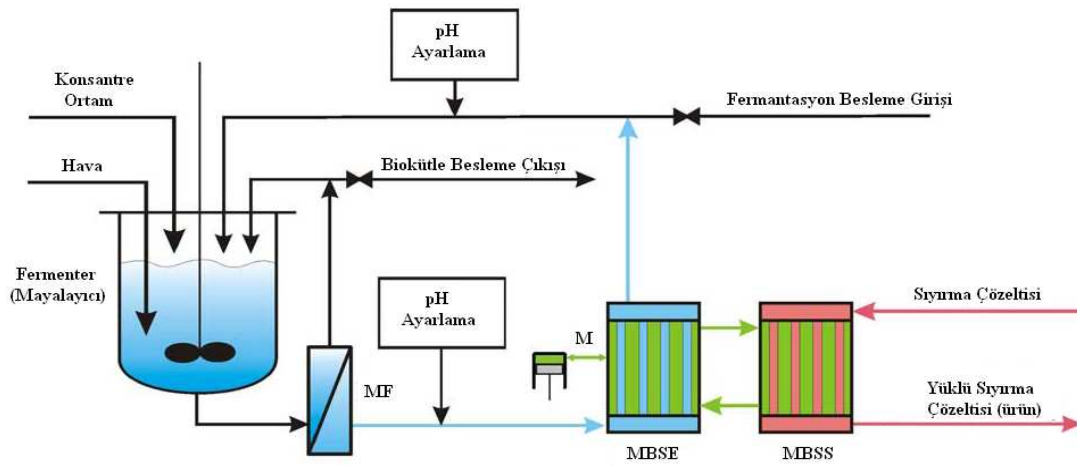 pH
Ayarlama
Konsantre
Ortam
Fermantasyon Besleme Girişi
Hava
Biokütle Besleme Çıkışı
Fermenter
(Mayalayıcı)
pH
Ayarlama
Sıyırma Çözeltisi
M
MF
Yüklü Sıyırma
Çözeltisi (ürün)
MBSE
MBSS